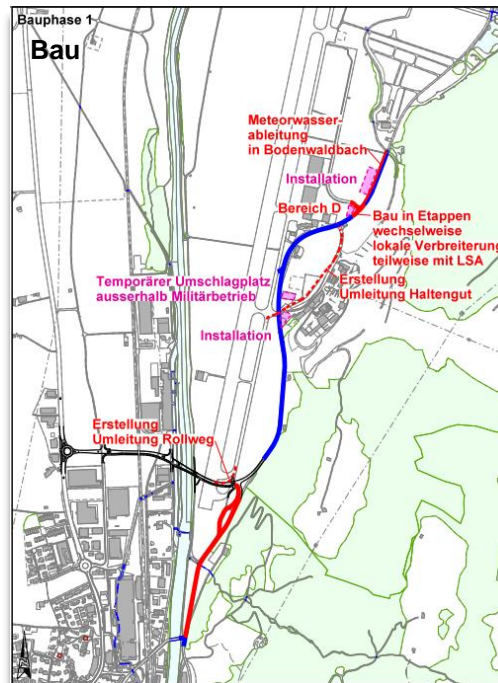 Bauphase 1
Bau
Meteorwasser-
ableitung
in Bodenwaldbach
Installation
Bereich D
Bau in Etappen
wechselweise
lokale Verbreiterung
teilweise mit LSA
Temporärer Umschlagplatz
ausserhalb Militärbetrieb
Erstellung
Umleitung Haltengut
Installation
Erstellung
Umleitung Rollweg